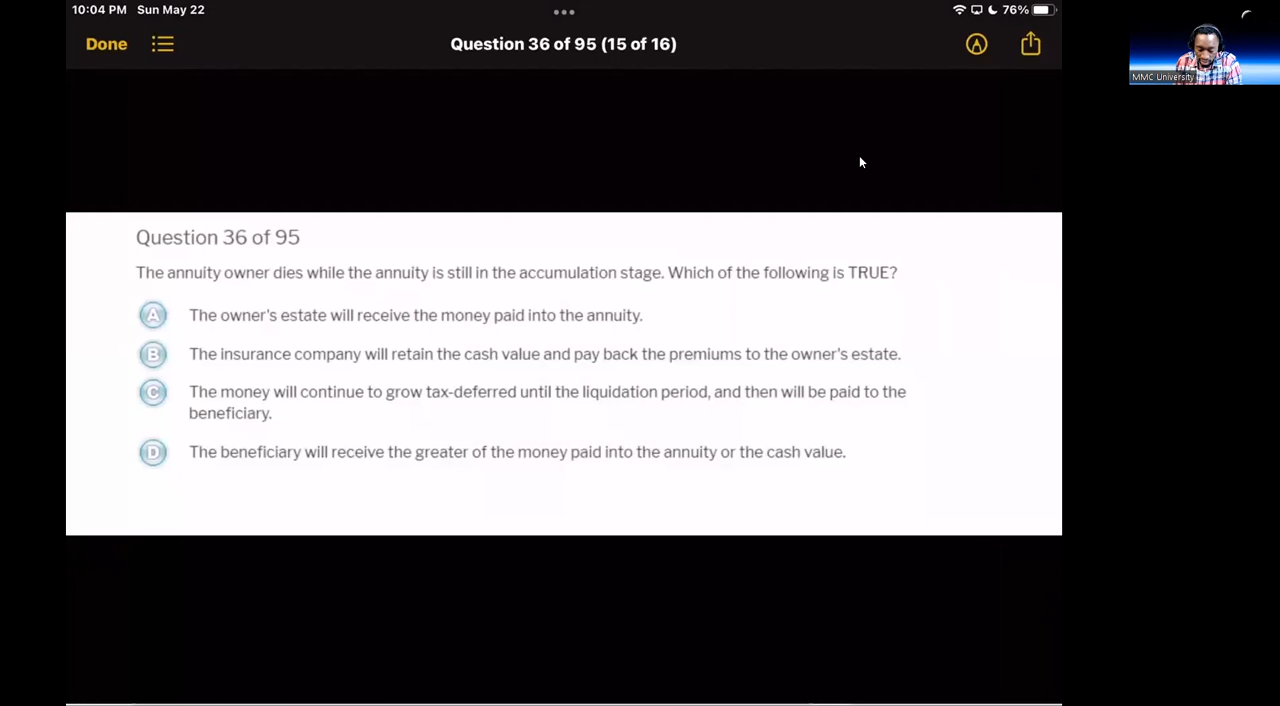 10:04 PM Sun May 22
76%
Done
Question 36 of 95 (15 of 16)
MMC University
Question 36 of 95
The annuity owner dies while the annuity is still in the accumulation stage. Which of the following is TRUE?
A The owner's estate will receive the money paid into the annuity.
B The insurance company will retain the cash value and pay back the premiums to the owner's estate.
C The money will continue to grow tax-deferred until the liquidation period, and then will be paid to the
beneficiary.
D The beneficiary will receive the greater of the money paid into the annuity or the cash value.